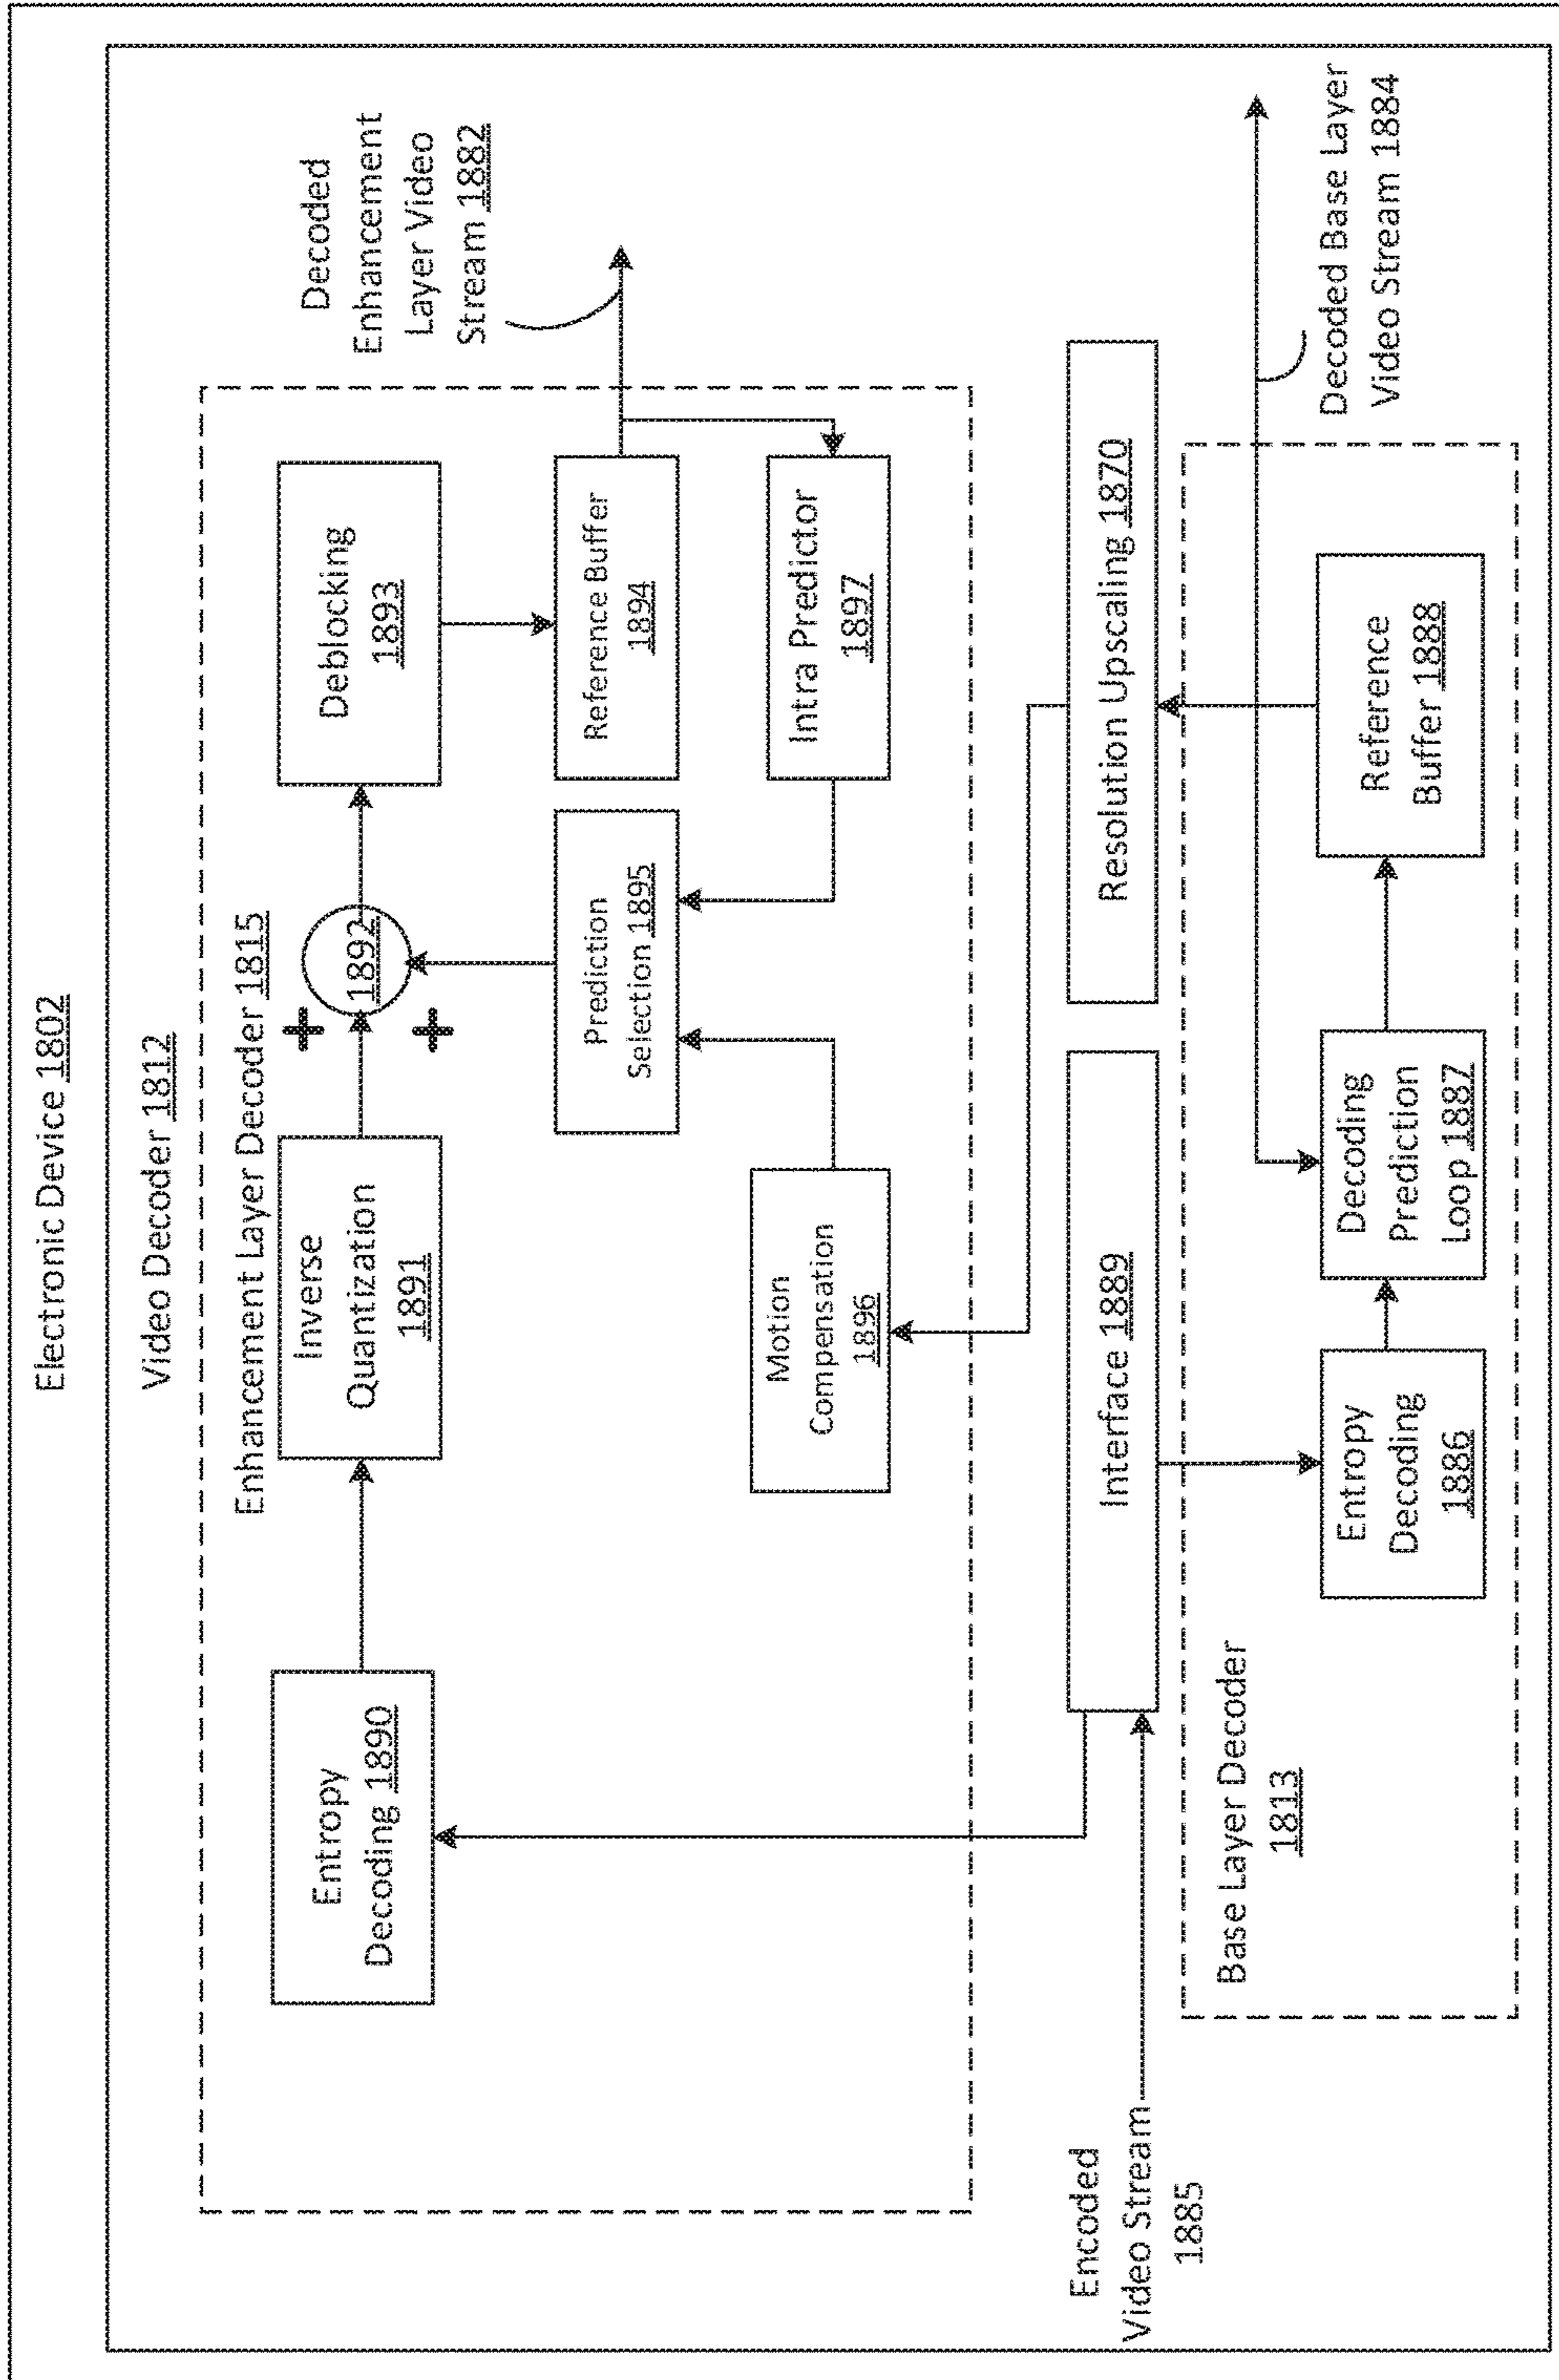 Electronic Device 1802
Video Decoder 1812
Enhancement Layer Decoder 1815
Entropy
Decoding 1890
Inverse
Quantization
1891
+
+
1892
Deblocking
1893
Decoded
Enhancement
Layer Video
Stream 1882
Prediction
Selection 1895
Reference Buffer
1894
Motion
Compensation
1896
Intra Predictor
1897
Encoded
Video Stream
1885
Interface 1889
Resolution Upscaling 1870
Base Layer Decoder
1813
Entropy
Decoding
1886
Decoding
Prediction
Loop 1887
Reference
Buffer 1888
Decoded Base Layer
Video Stream 1884